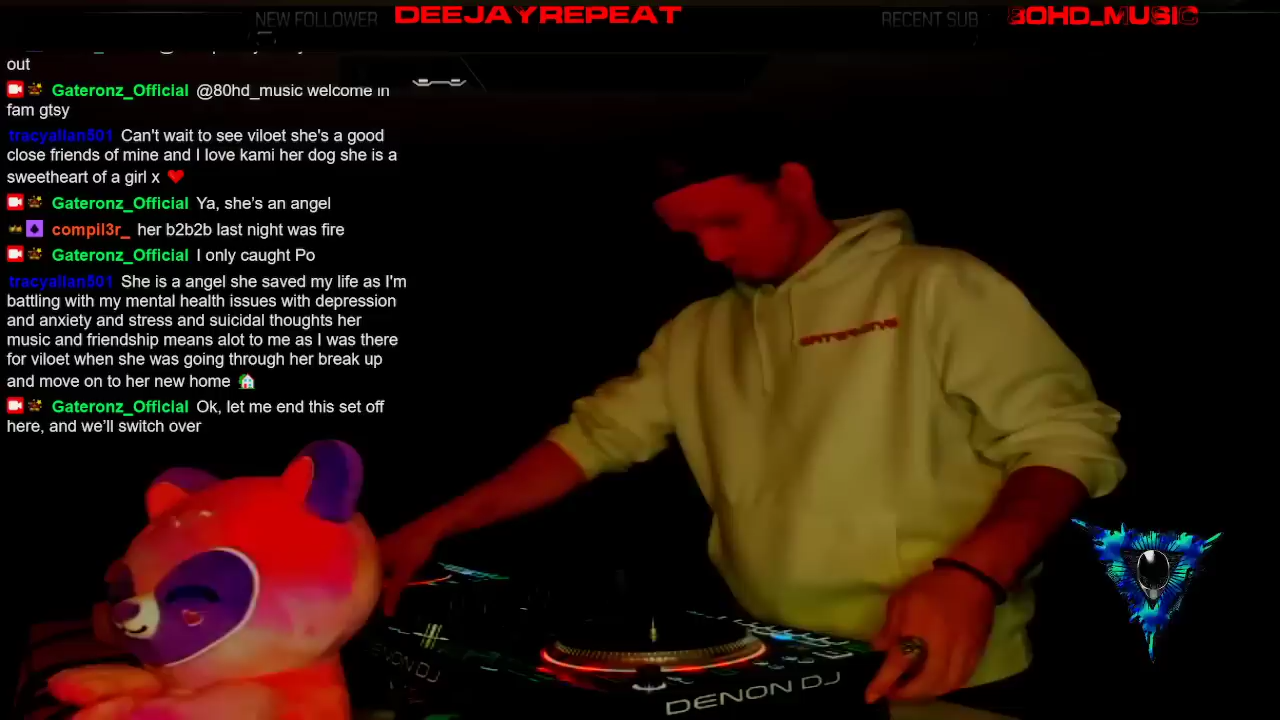 NEW FOLLOWER DEEJAYREPEAT RECENT SUB 80HD_MUSIC
out
Gateronz_Official @80hd_music welcome in
fam gtsy
tracyallan501 Can't wait to see viloet she's a good
close friends of mine and I love kami her dog she is a
sweetheart of a girl x ❤️
Gateronz_Official Ya, she's an angel
compil3r_ her b2b2b last night was fire
Gateronz_Official I only caught Po
tracyallan501 She is a angel she saved my life as I'm
battling with my mental health issues with depression
and anxiety and stress and suicidal thoughts her
music and friendship means alot to me as I was there
for viloet when she was going through her break up
and move on to her new home 🏡
Gateronz_Official Ok, let me end this set off
here, and we'll switch over
GATERONZ
DENON DJ
DENON DJ